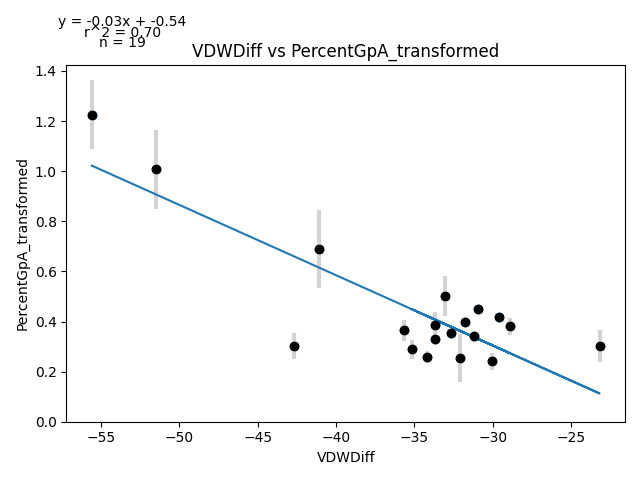 y = -0.03x + -0.54
r^2 = 0.70
n = 19
VDWDiff vs PercentGpA_transformed
PercentGpA_transformed
1.4
1.2
1.0
0.8
0.6
0.4
0.2
0.0
−55
−50
−45
−40
−35
−30
−25
VDWDiff